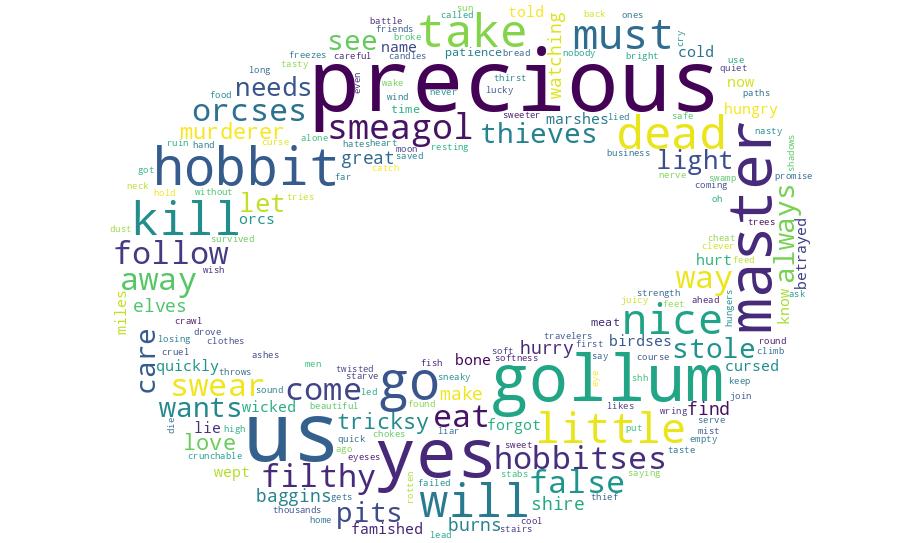 sun
called
told
back
ones
battle
friends
broke
take
must
cry
see
name
watching
freezes
careful
candles
patience
bread
nobody
bright
cold
long
tasty
even
precious
use
quiet
needs
wake
never
thirst
lucky
now
food
wind
sweeter
paths
orcses
time
marshes
lied
safe
hungry
murderer
smeagol
thieves
dead
nasty
curse
alone
ruin
hand
hates
heart
moon
resting
business
shadows
hobbit
great
saved
catch
light
master
got
far
nerve
swamp
coming
promise
neck
hold
without
tries
oh
always
kill
let
orcs
cheat
clever
trees
dust
survived
betrayed
follow
wish
hurt
feed
away
way
strength
ahead
ask
miles
elves
juicy
feet
hungers
know
crawl
meat
nice
round
climb
care
losing
drove
clothes
travelers
hurry
birdses
stole
cruel
ashes
soft
softness
first
say
course
cursed
quickly
throws
men
twisted
fish
bone
keep
swear
sound
starve
sneaky
go
gollum
eye
shh
join
come
led
make
likes
wring
find
wants
wicked
beautiful
found
eat
put
serve
die
lie
high
us
tricksy
liar
forgot
little
mist
love
quick
chokes
yes
sweet
empty
crunchable
ago
hobbitses
taste
wept
filthy
eyeses
stabs
false
saying
baggins
gets
rotten
failed
will
thief
shire
thousands
pits
home
famished
burns
cool
stairs
lead